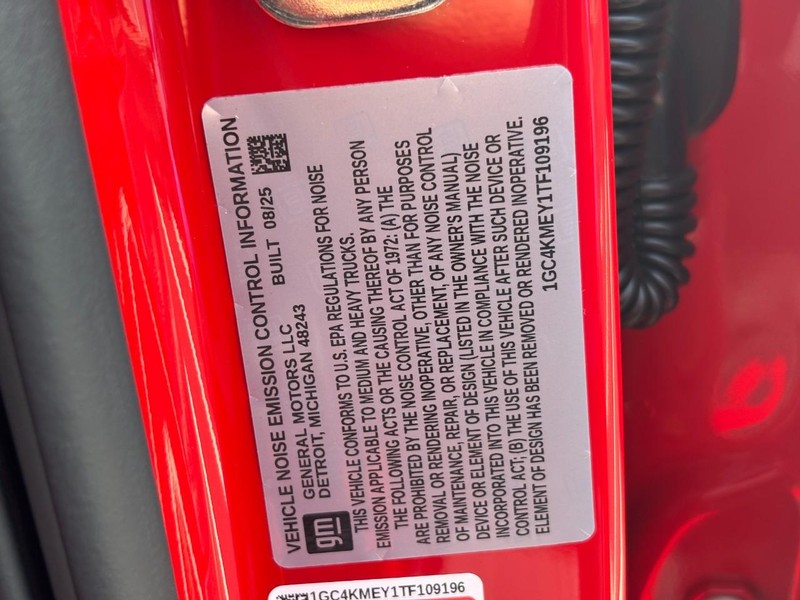 VEHICLE NOISE EMISSION CONTROL INFORMATION
gm
GENERAL MOTORS LLC
DETROIT, MICHIGAN 48243
BUILT 08/25
THIS VEHICLE CONFORMS TO U.S. EPA REGULATIONS FOR NOISE
EMISSION APPLICABLE TO MEDIUM AND HEAVY TRUCKS.
THE FOLLOWING ACTS OR THE CAUSING THEREOF BY ANY PERSON
ARE PROHIBITED BY THE NOISE CONTROL ACT OF 1972: (A) THE
REMOVAL OR RENDERING INOPERATIVE, OTHER THAN FOR PURPOSES
OF MAINTENANCE, REPAIR, OR REPLACEMENT, OF ANY NOISE CONTROL
DEVICE OR ELEMENT OF DESIGN (LISTED IN THE OWNER'S MANUAL)
INCORPORATED INTO THIS VEHICLE IN COMPLIANCE WITH THE NOISE
CONTROL ACT; (B) THE USE OF THIS VEHICLE AFTER SUCH DEVICE OR
ELEMENT OF DESIGN HAS BEEN REMOVED OR RENDERED INOPERATIVE.
1GC4KMEY1TF109196
1GC4KMEY1TF109196